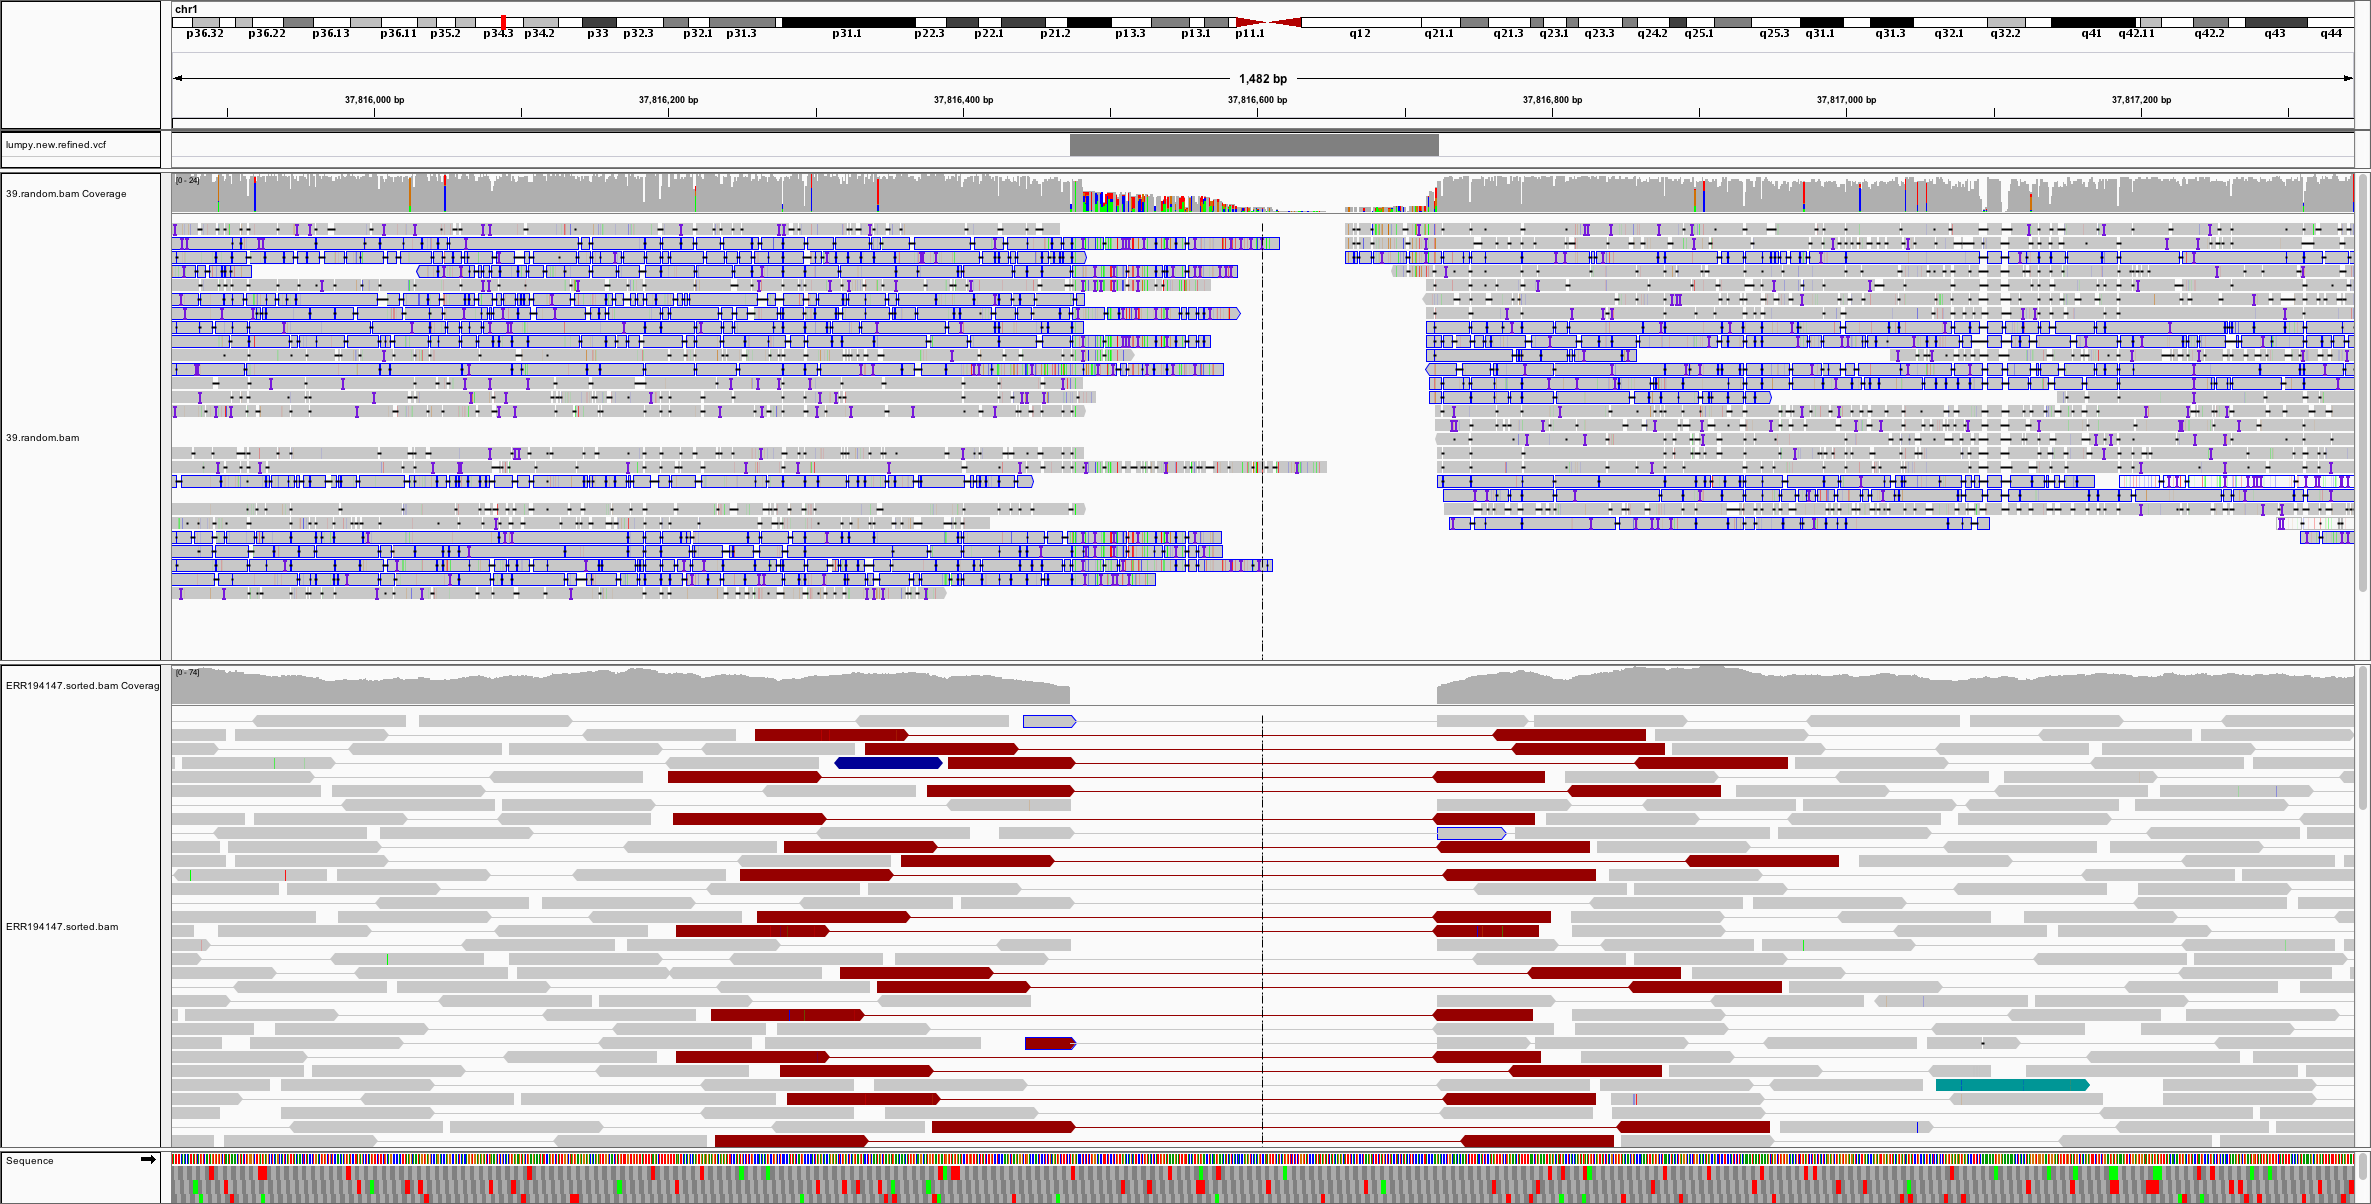 chr1
p36.32 p36.22 p36.13 p36.11 p35.2 p34.3 p34.2 p33 p32.3 p32.1 p31.3 p31.1 p22.3 p22.1 p21.2 p13.3 p13.1 p11.1 q12 q21.1 q21.3 q23.1 q23.3 q24.2 q25.1 q25.3 q31.1 q31.3 q32.1 q32.2 q41 q42.11 q42.2 q43 q44
1,482 bp
37,816,000 bp 37,816,200 bp 37,816,400 bp 37,816,600 bp 37,816,800 bp 37,817,000 bp 37,817,200 bp
lumpy.new.refined.vcf
[0 - 24]
39.random.bam Coverage
39.random.bam
[0 - 74]
ERR194147.sorted.bam Coverag
ERR194147.sorted.bam
Sequence